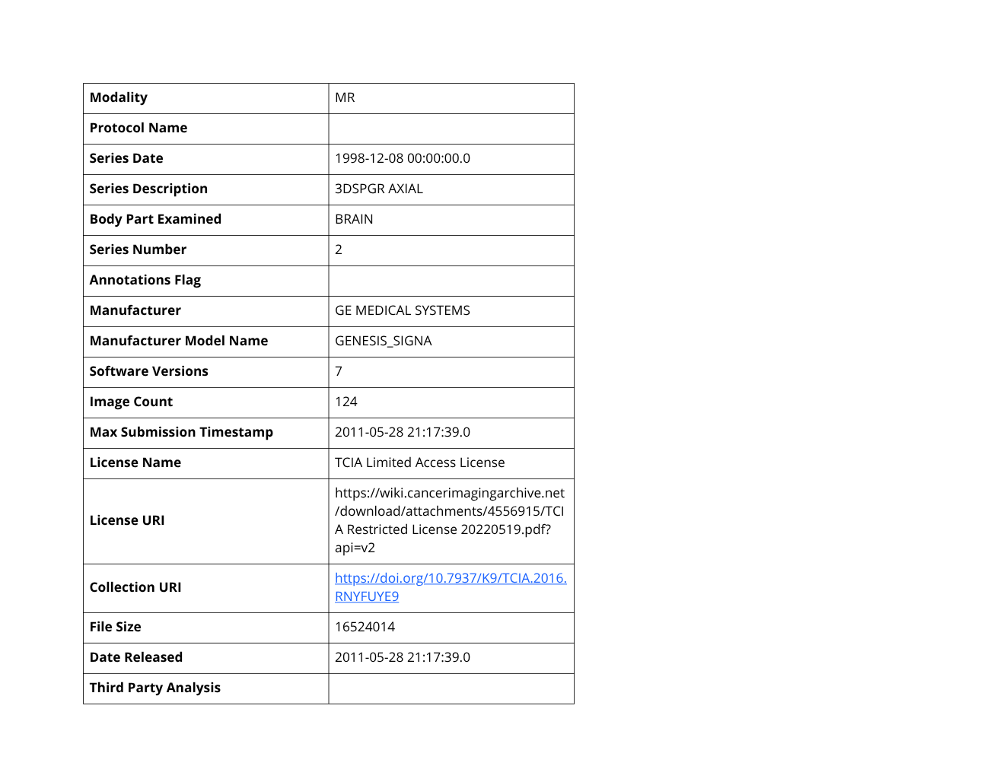 Modality MR
Protocol Name
Series Date 1998-12-08 00:00:00.0
Series Description 3DSPGR AXIAL
Body Part Examined BRAIN
Series Number 2
Annotations Flag
Manufacturer GE MEDICAL SYSTEMS
Manufacturer Model Name GENESIS_SIGNA
Software Versions 7
Image Count 124
Max Submission Timestamp 2011-05-28 21:17:39.0
License Name TCIA Limited Access License
License URI
https://wiki.cancerimagingarchive.net
/download/attachments/4556915/TCI
A Restricted License 20220519.pdf?
api=v2
Collection URI
https://doi.org/10.7937/K9/TCIA.2016.
RNYFUYE9
File Size 16524014
Date Released 2011-05-28 21:17:39.0
Third Party Analysis